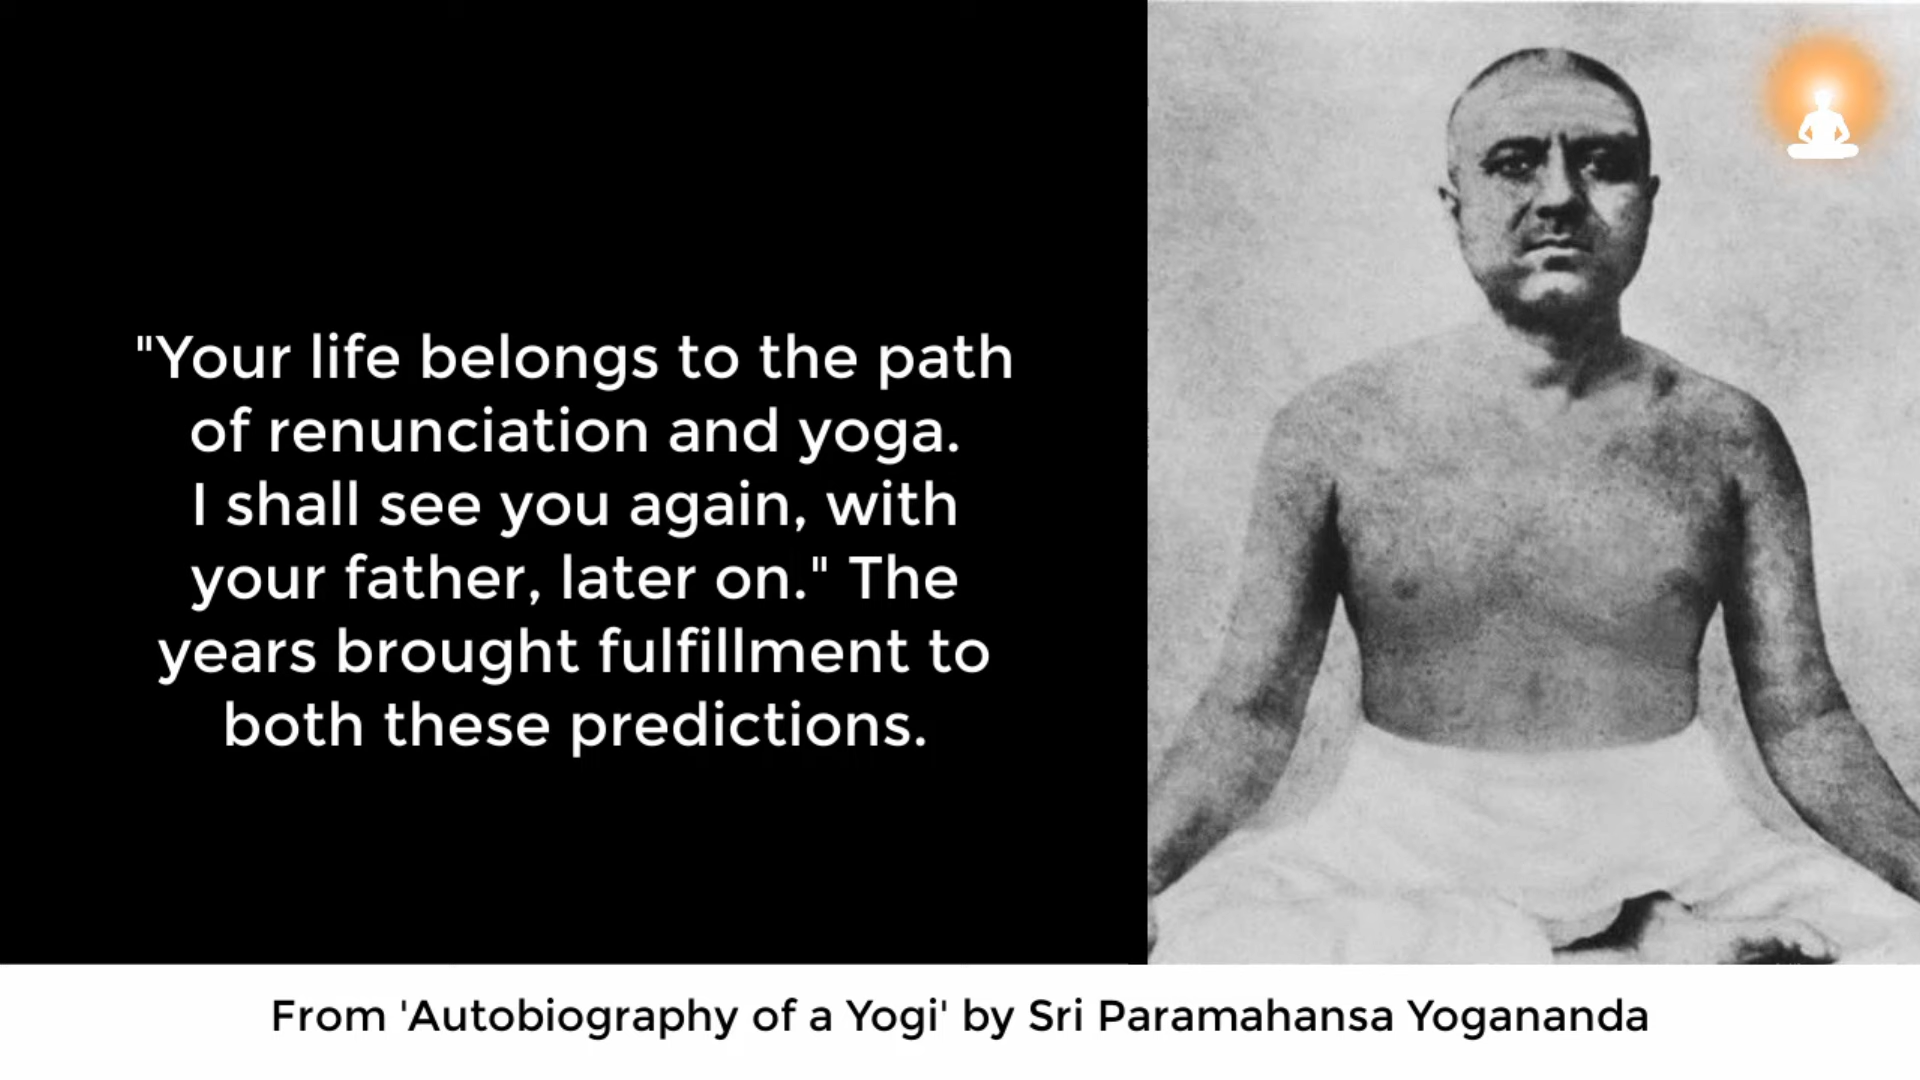 "Your life belongs to the path
of renunciation and yoga.
I shall see you again, with
your father, later on." The
years brought fulfillment to
both these predictions.
From 'Autobiography of a Yogi' by Sri Paramahansa Yogananda